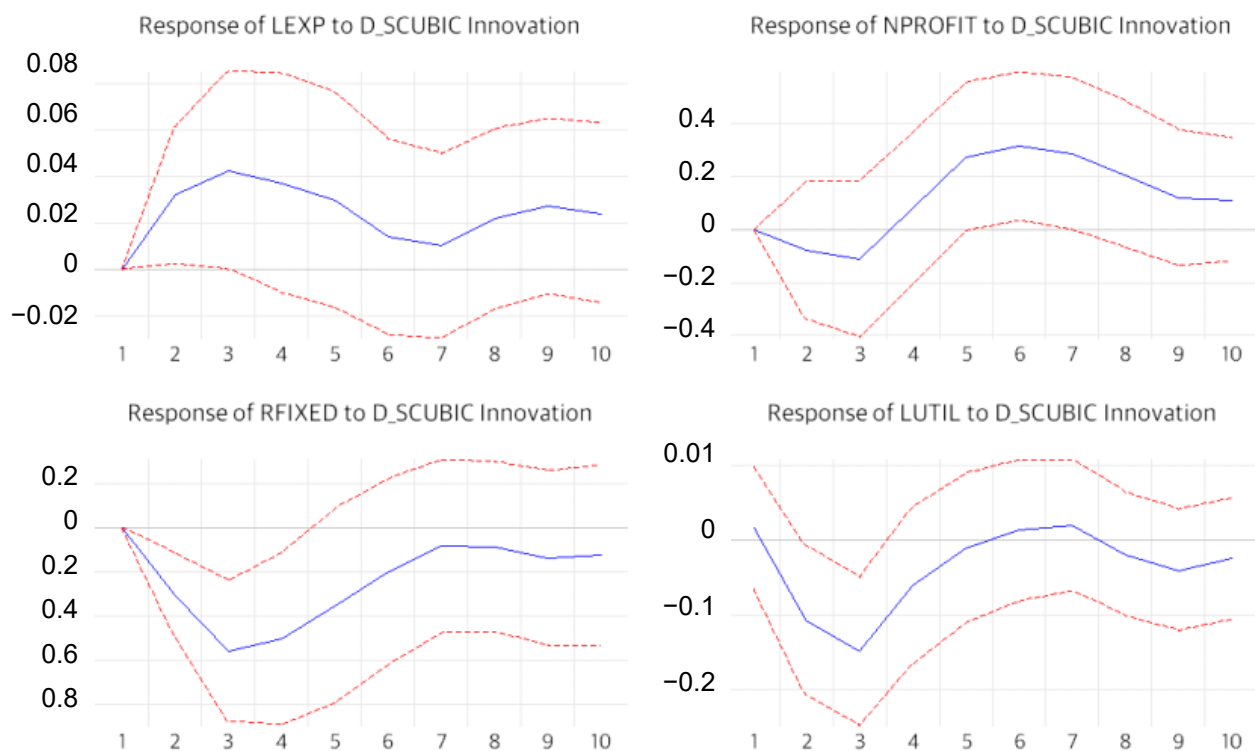 Response of LEXP to D_SCUBIC Innovation
0.08
0.06
0.04
0.02
0
−0.02
1 2 3 4 5 6 7 8 9 10
Response of NPROFIT to D_SCUBIC Innovation
0.4
0.2
0
−0.2
−0.4
1 2 3 4 5 6 7 8 9 10
Response of RFIXED to D_SCUBIC Innovation
0.2
0
0.2
0.4
0.6
0.8
1 2 3 4 5 6 7 8 9 10
Response of LUTIL to D_SCUBIC Innovation
0.01
0
−0.1
−0.2
1 2 3 4 5 6 7 8 9 10